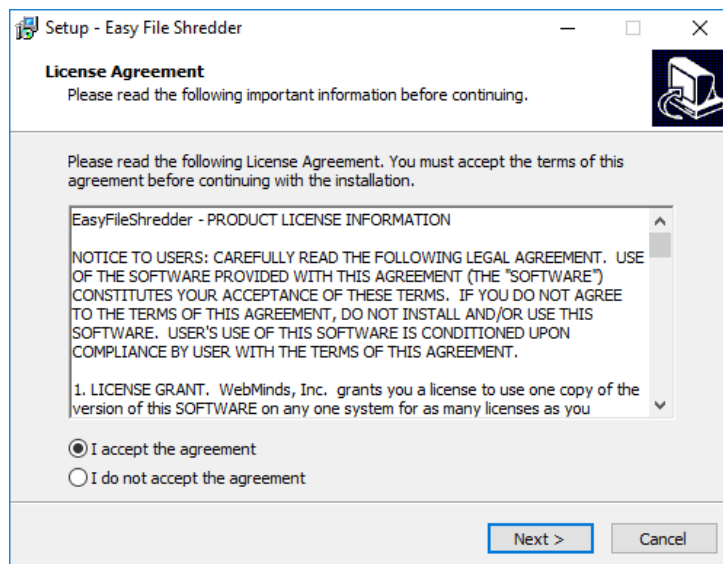 Setup - Easy File Shredder
License Agreement
Please read the following important information before continuing.
Please read the following License Agreement. You must accept the terms of this
agreement before continuing with the installation.
EasyFileShredder - PRODUCT LICENSE INFORMATION
NOTICE TO USERS: CAREFULLY READ THE FOLLOWING LEGAL AGREEMENT. USE
OF THE SOFTWARE PROVIDED WITH THIS AGREEMENT (THE "SOFTWARE")
CONSTITUTES YOUR ACCEPTANCE OF THESE TERMS. IF YOU DO NOT AGREE
TO THE TERMS OF THIS AGREEMENT, DO NOT INSTALL AND/OR USE THIS
SOFTWARE. USER'S USE OF THIS SOFTWARE IS CONDITIONED UPON
COMPLIANCE BY USER WITH THE TERMS OF THIS AGREEMENT.
1. LICENSE GRANT. WebMinds, Inc. grants you a license to use one copy of the
version of this SOFTWARE on any one system for as many licenses as you
I accept the agreement
I do not accept the agreement
Next >
Cancel